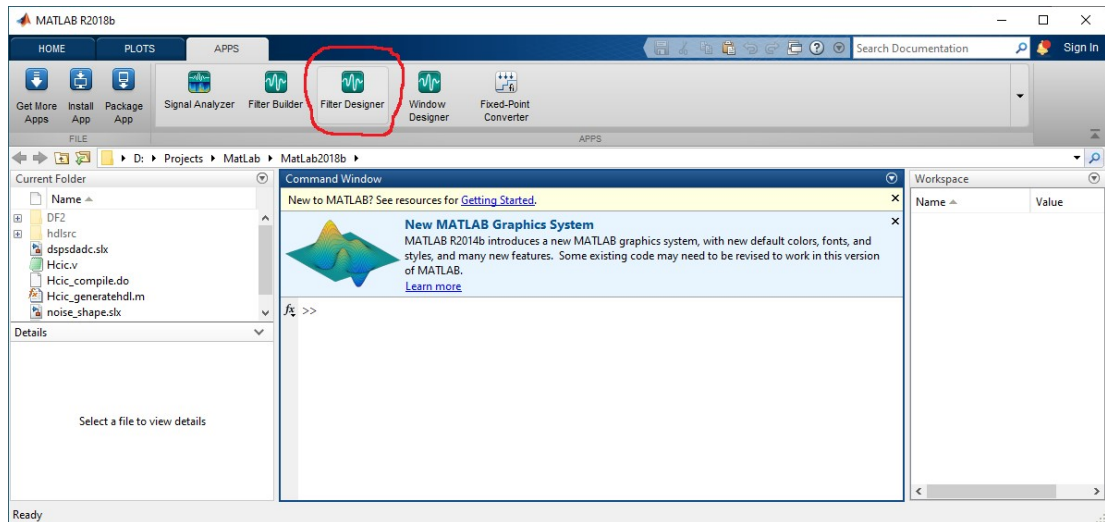 MATLAB R2018b
HOME PLOTS APPS
Search Documentation Sign In
Get More Apps
Install App
Package App
Signal Analyzer
Filter Builder
Filter Designer
Window Designer
Fixed-Point Converter
FILE APPS
D: Projects MatLab MatLab2018b
Current Folder
Name
DF2
hdlsrc
dspsdadc.slx
Hcic.v
Hcic_compile.do
Hcic_generatehdl.m
noise_shape.slx
Details
Select a file to view details
Command Window
New to MATLAB? See resources for Getting Started.
New MATLAB Graphics System
MATLAB R2014b introduces a new MATLAB graphics system, with new default colors, fonts, and
styles, and many new features. Some existing code may need to be revised to work in this version
of MATLAB.
Learn more
fx >>
Workspace
Name Value
Ready